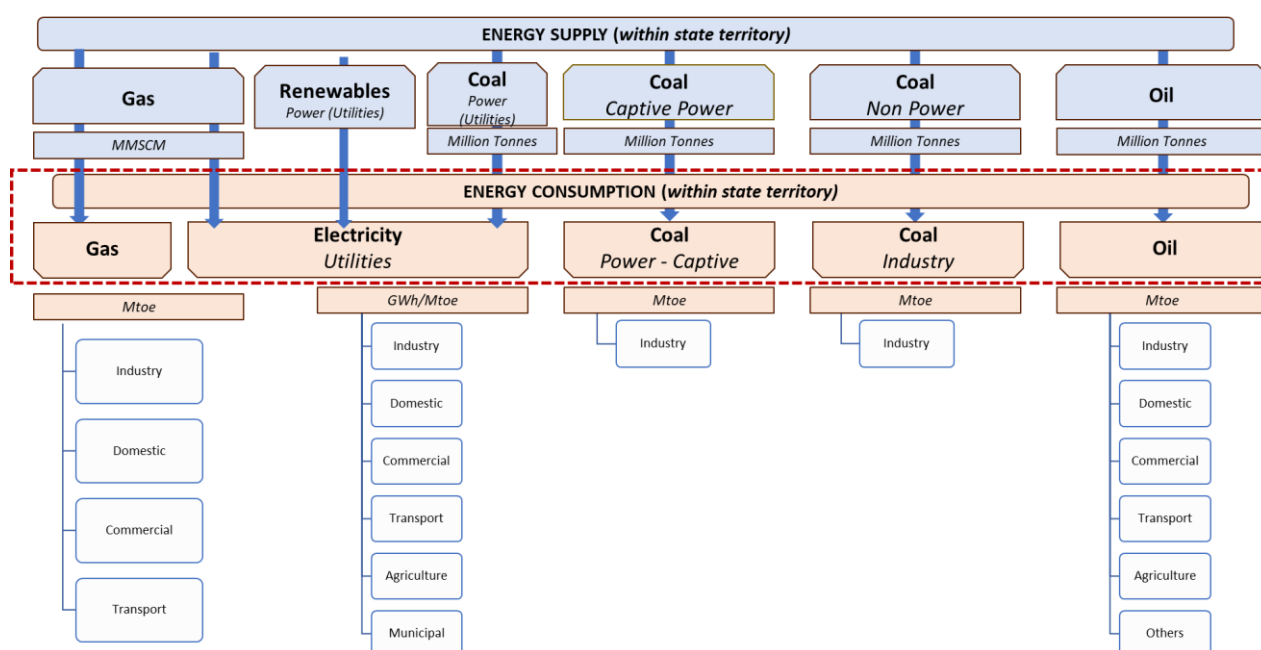 ENERGY SUPPLY (within state territory)
Gas
Renewables
Power (Utilities)
Coal
Power
(Utilities)
Coal
Captive Power
Coal
Non Power
Oil
MMSCM
Million Tonnes
Million Tonnes
Million Tonnes
Million Tonnes
ENERGY CONSUMPTION (within state territory)
Gas
Electricity
Utilities
Coal
Power - Captive
Coal
Industry
Oil
Mtoe
GWh/Mtoe
Mtoe
Mtoe
Mtoe
Industry
Domestic
Commercial
Transport
Industry
Domestic
Commercial
Transport
Agriculture
Municipal
Industry
Industry
Industry
Domestic
Commercial
Transport
Agriculture
Others